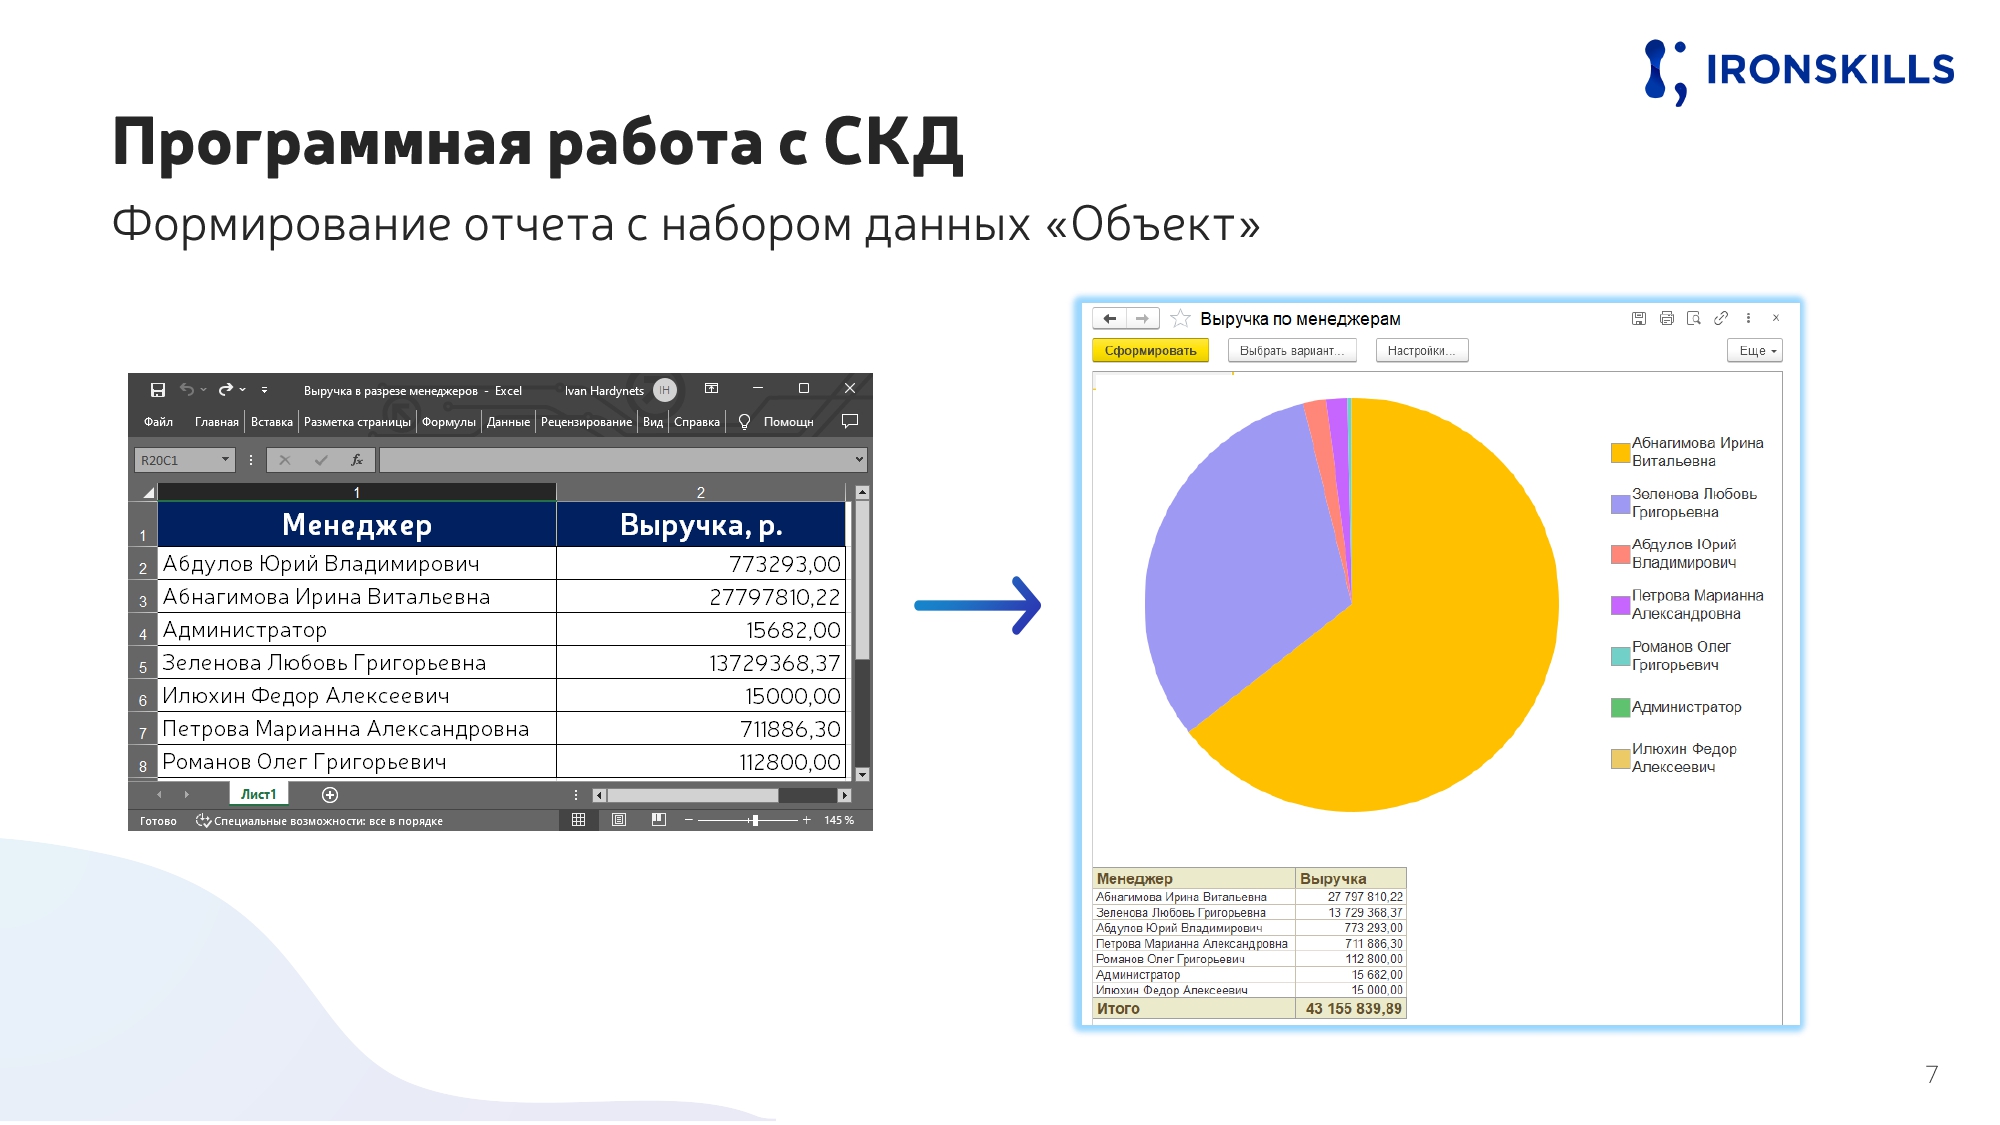 IRONSKILLS
Программная работа с СКД
Формирование отчета с набором данных «Объект»
Выручка в разрезе менеджеров - Excel
Ivan Hardynets
IH
Файл Главная Вставка Разметка страницы Формулы Данные Рецензирование Вид Справка Помощн
R20C1
fx
1 2
1 Менеджер Выручка, р.
2 Абдулов Юрий Владимирович 773293,00
3 Абнагимова Ирина Витальевна 27797810,22
4 Администратор 15682,00
5 Зеленова Любовь Григорьевна 13729368,37
6 Илюхин Федор Алексеевич 15000,00
7 Петрова Марианна Александровна 711886,30
8 Романов Олег Григорьевич 112800,00
Лист1
Готово Специальные возможности: все в порядке 145 %
Выручка по менеджерам
Сформировать Выбрать вариант... Настройки... Еще
Абнагимова Ирина
Витальевна
Зеленова Любовь
Григорьевна
Абдулов Юрий
Владимирович
Петрова Марианна
Александровна
Романов Олег
Григорьевич
Администратор
Илюхин Федор
Алексеевич
Менеджер Выручка
Абнагимова Ирина Витальевна 27 797 810,22
Зеленова Любовь Григорьевна 13 729 368,37
Абдулов Юрий Владимирович 773 293,00
Петрова Марианна Александровна 711 886,30
Романов Олег Григорьевич 112 800,00
Администратор 15 682,00
Илюхин Федор Алексеевич 15 000,00
Итого 43 155 839,89
7